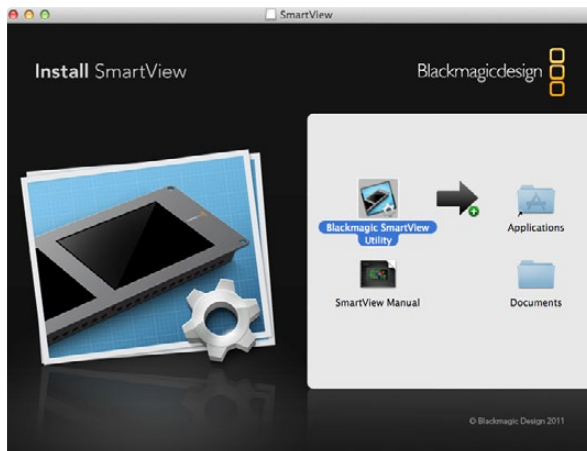 SmartView
Install SmartView
Blackmagicdesign
Blackmagic SmartView
Utility
Applications
SmartView Manual
Documents
© Blackmagic Design 2011